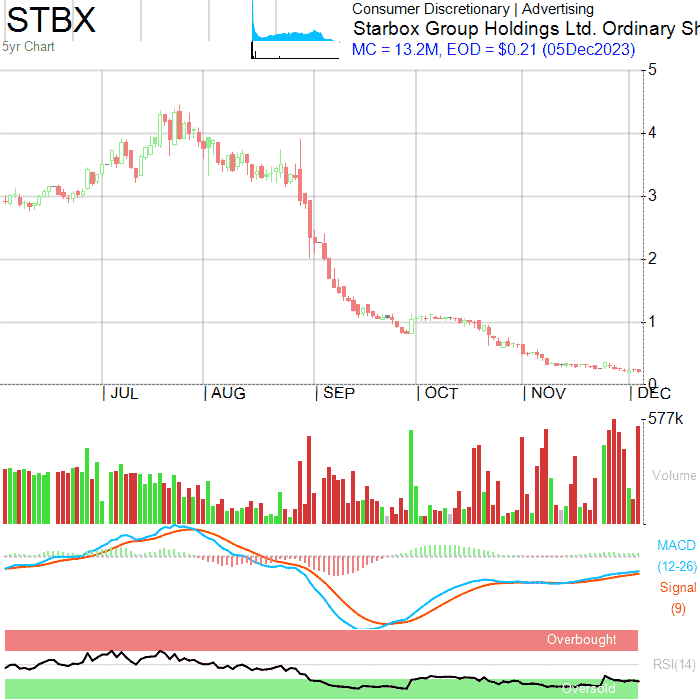 STBX
5yr Chart
Consumer Discretionary | Advertising
Starbox Group Holdings Ltd. Ordinary Sh
MC = 13.2M, EOD = $0.21 (05Dec2023)
5
4
3
2
1
0
JUL AUG SEP OCT NOV DEC
577k
Volume
MACD
(12-26)
Signal
(9)
Overbought
RSI(14)
Oversold